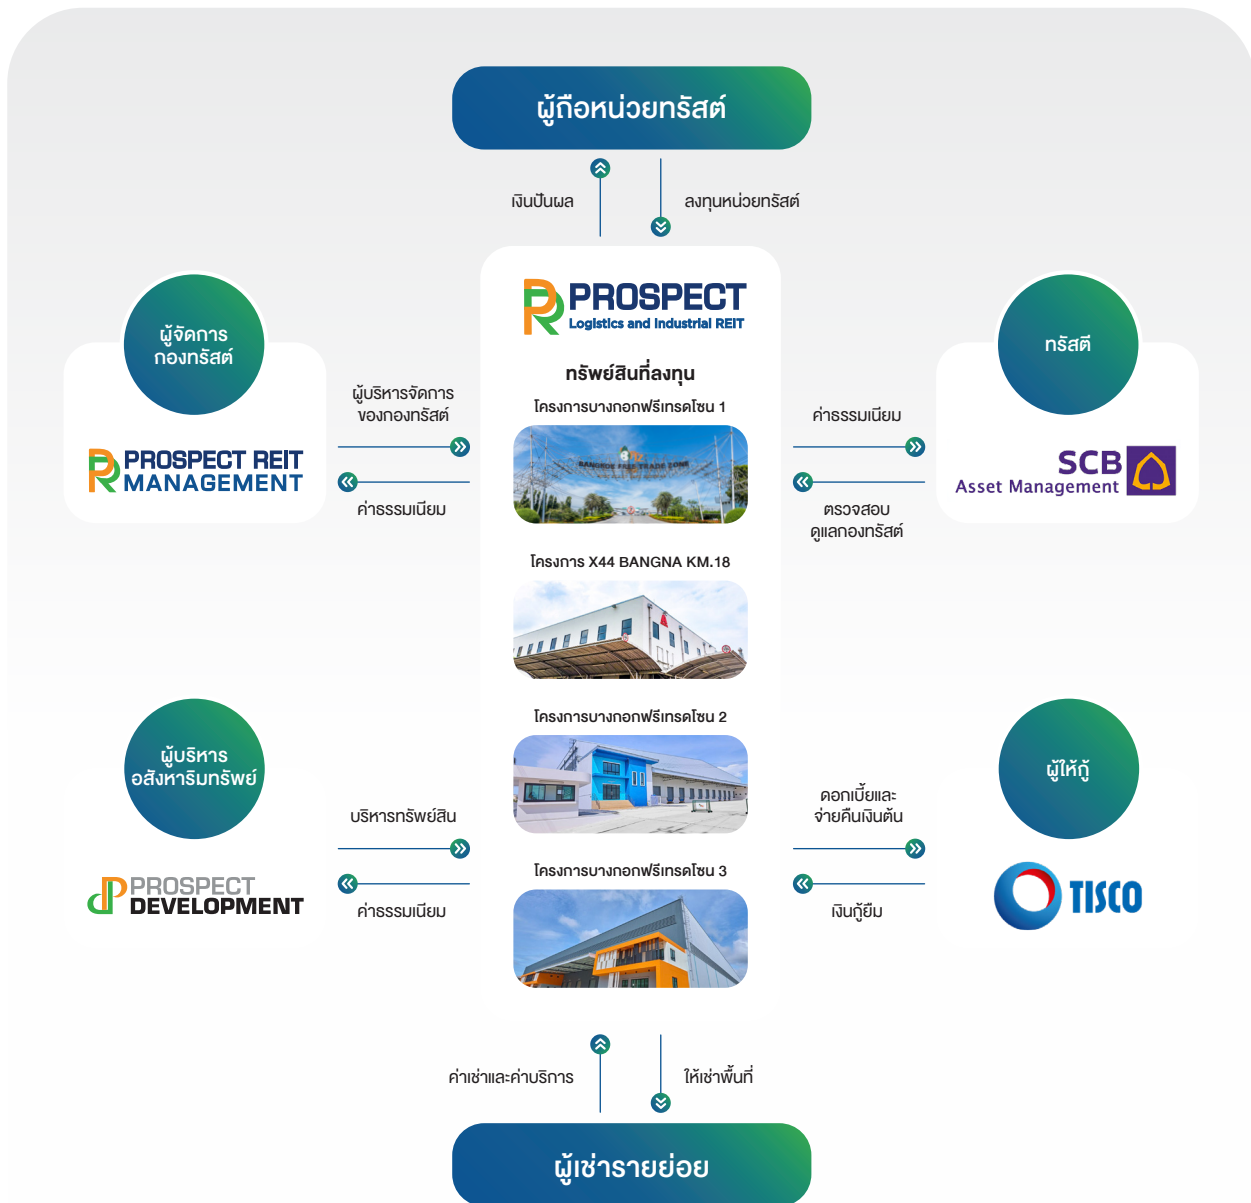 ผู้ถือหน่วยทรัสต์
เงินปันผล
ลงทุนหน่วยทรัสต์
PROSPECT
Logistics and Industrial REIT
ทรัพย์สินที่ลงทุน
โครงการบางกอกฟรีเทรดโซน 1
BANGKOK FREE TRADE ZONE
โครงการ X44 BANGNA KM.18
โครงการบางกอกฟรีเทรดโซน 2
โครงการบางกอกฟรีเทรดโซน 3
ผู้จัดการ
กองทรัสต์
PROSPECT REIT
MANAGEMENT
ผู้บริหารจัดการ
ของกองทรัสต์
ค่าธรรมเนียม
ทรัสตี
SCB
Asset Management
ค่าธรรมเนียม
ตรวจสอบ
ดูแลกองทรัสต์
ผู้บริหาร
อสังหาริมทรัพย์
PROSPECT
DEVELOPMENT
บริหารทรัพย์สิน
ค่าธรรมเนียม
ผู้ให้กู้
TISCO
ดอกเบี้ยและ
จ่ายคืนเงินต้น
เงินกู้ยืม
ค่าเช่าและค่าบริการ
ให้เช่าพื้นที่
ผู้เช่ารายย่อย